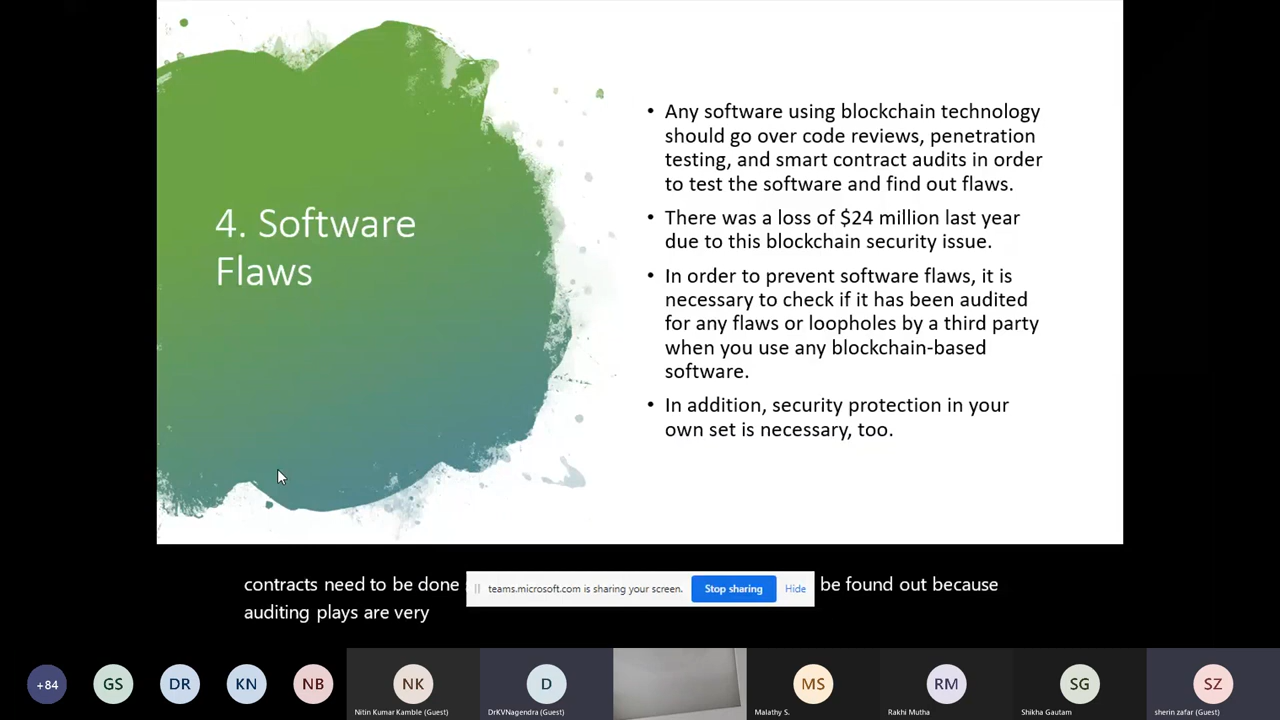 4. Software
Flaws
• Any software using blockchain technology
should go over code reviews, penetration
testing, and smart contract audits in order
to test the software and find out flaws.
• There was a loss of $24 million last year
due to this blockchain security issue.
• In order to prevent software flaws, it is
necessary to check if it has been audited
for any flaws or loopholes by a third party
when you use any blockchain-based
software.
• In addition, security protection in your
own set is necessary, too.
contracts need to be done be found out because
auditing plays are very
teams.microsoft.com is sharing your screen. Stop sharing Hide
+84 GS DR KN NB NK D MS RM SG SZ
Nitin Kumar Kamble (Guest) DrKVNagendra (Guest) Malathy S. Rakhi Mutha Shikha Gautam sherin zafar (Guest)